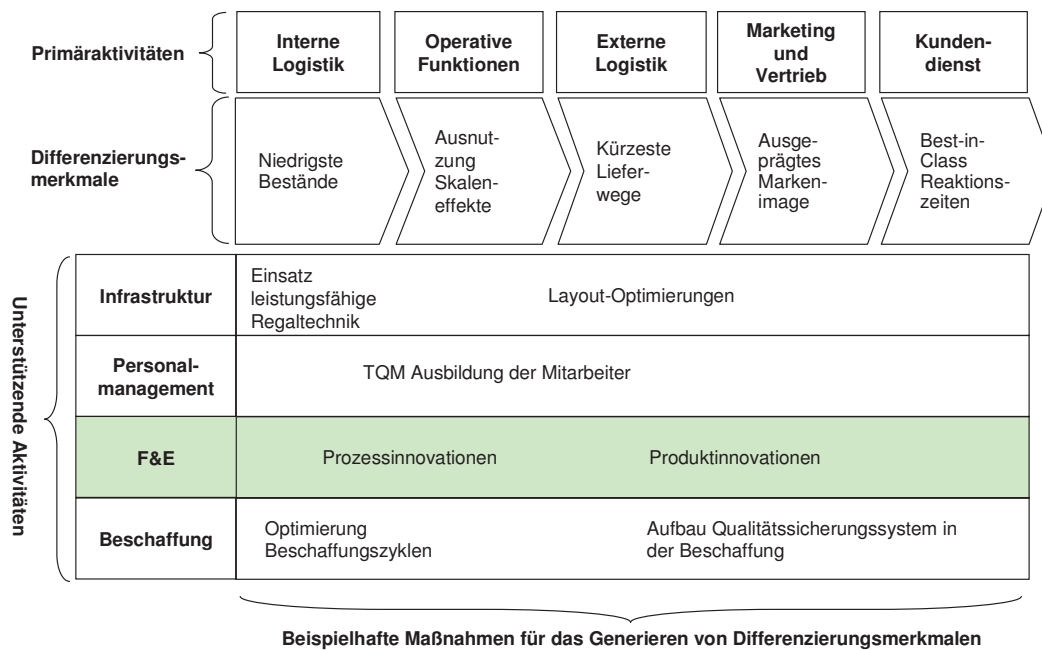 Primäraktivitäten
Interne
Logistik
Operative
Funktionen
Externe
Logistik
Marketing
und
Vertrieb
Kunden-
dienst
Differenzierungs-
merkmale
Niedrigste
Bestände
Ausnut-
zung
Skalen-
effekte
Kürzeste
Liefer-
wege
Ausge-
prägtes
Marken-
image
Best-in-
Class
Reaktions-
zeiten
Unterstützende Aktivitäten
Infrastruktur
Einsatz
leistungsfähige
Regaltechnik
Layout-Optimierungen
Personal-
management
TQM Ausbildung der Mitarbeiter
F&E
Prozessinnovationen
Produktinnovationen
Beschaffung
Optimierung
Beschaffungszyklen
Aufbau Qualitätssicherungssystem in
der Beschaffung
Beispielhafte Maßnahmen für das Generieren von Differenzierungsmerkmalen